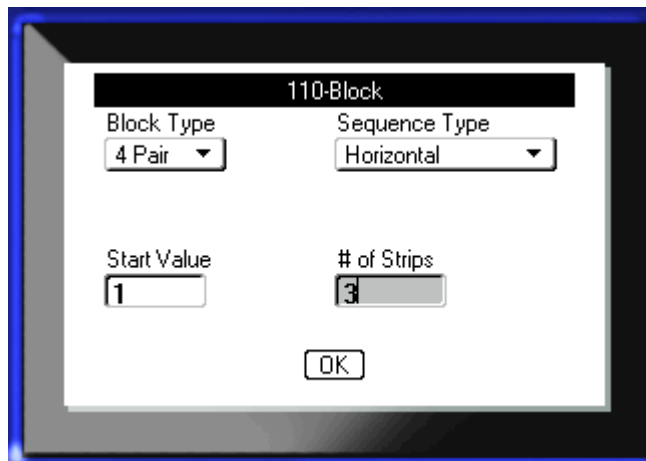 110-Block
Block Type Sequence Type
4 Pair Horizontal
Start Value # of Strips
1 3
OK